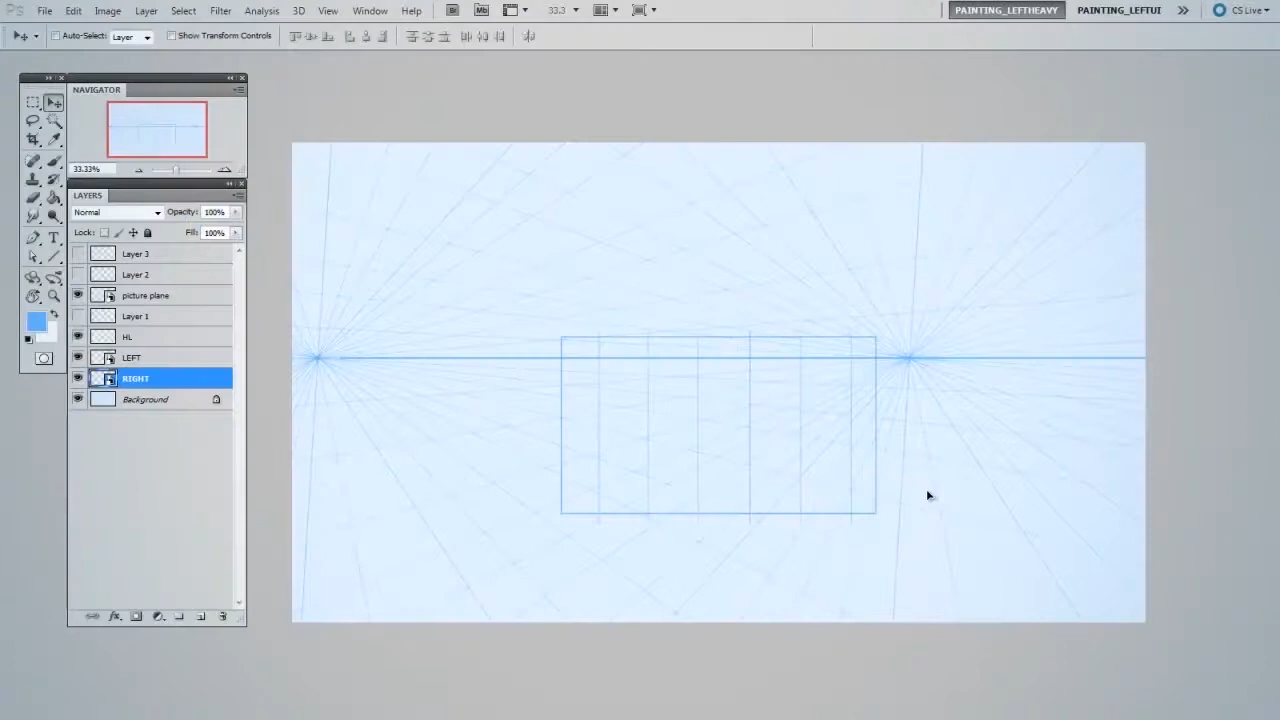 Ps File Edit Image Layer Select Filter Analysis 3D View Window Help Br Mb 33.3 PAINTING_LEFTHEAVY PAINTING_LEFTUI CS Live
Auto-Select: Layer Show Transform Controls
NAVIGATOR
33.33%
LAYERS
Normal Opacity: 100%
Lock: Fill: 100%
Layer 3
Layer 2
picture plane
Layer 1
HL
LEFT
RIGHT
Background